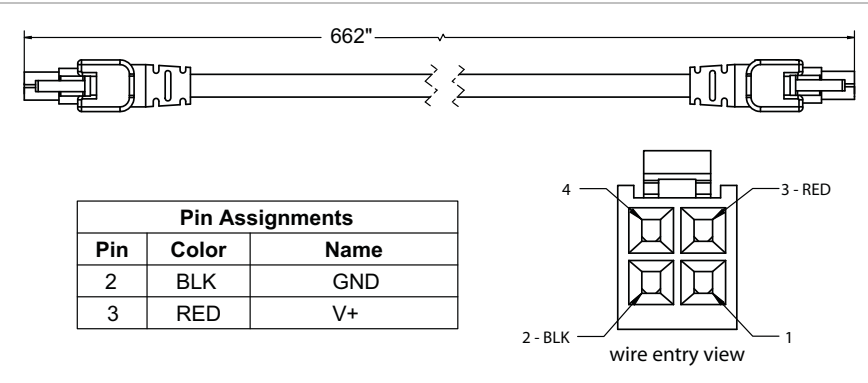 662"
Pin Assignments
Pin Color Name
2 BLK GND
3 RED V+
4
3 - RED
2 - BLK
1
wire entry view